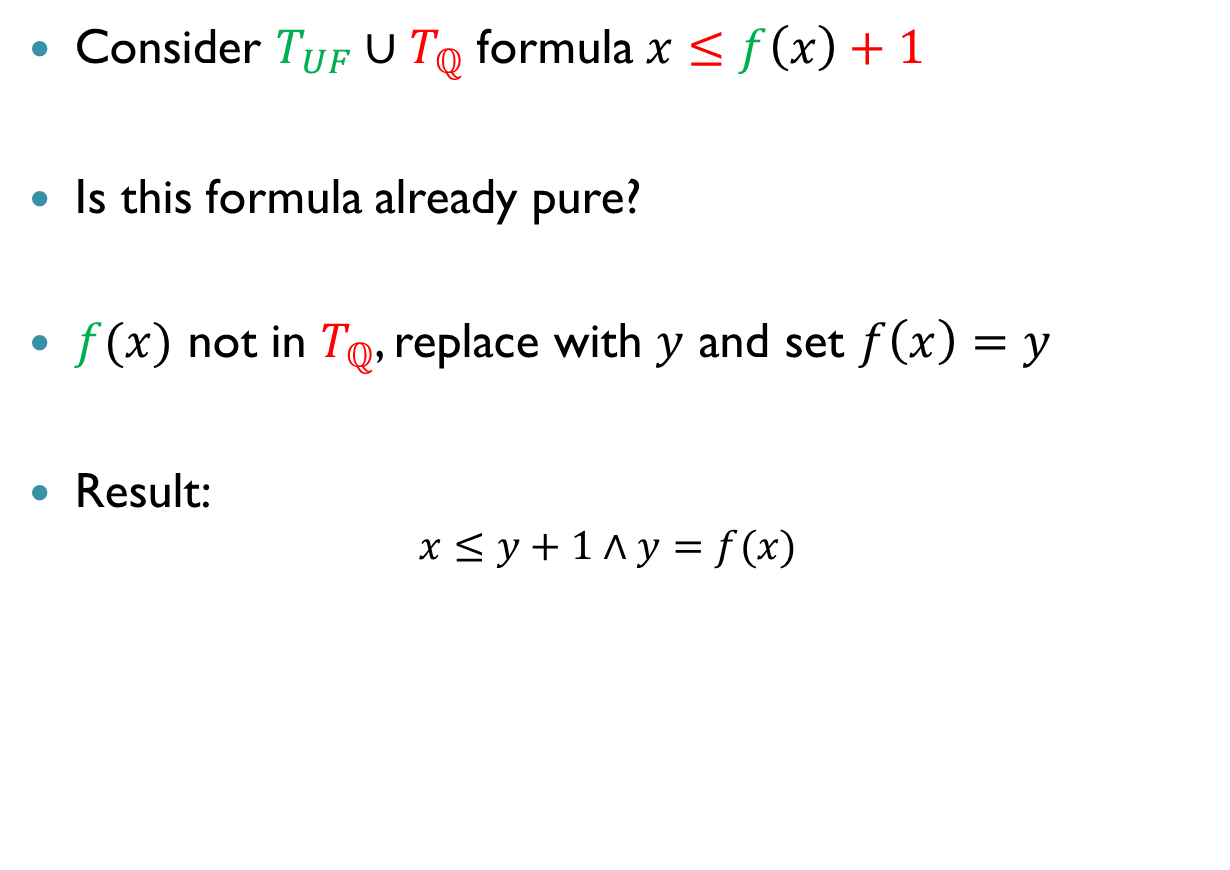 • Consider T_UF ∪ T_ℚ formula x ≤ f(x) + 1
• Is this formula already pure?
• f(x) not in T_ℚ, replace with y and set f(x) = y
• Result:
x ≤ y + 1 ∧ y = f(x)